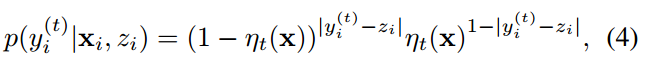 p(y_i^{(t)}|𝐱_i, z_i) = (1 − η_t(𝐱))^{|y_i^{(t)}−z_i|} η_t(𝐱)^{1−|y_i^{(t)}−z_i|}, (4)